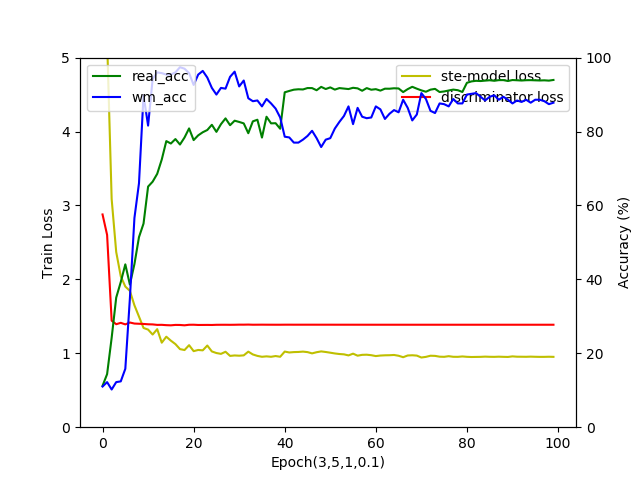 real_acc
wm_acc
ste-model loss
discriminator loss
5
4
3
2
1
0
Train Loss
100
80
60
40
20
0
Accuracy (%)
0 20 40 60 80 100
Epoch(3,5,1,0.1)